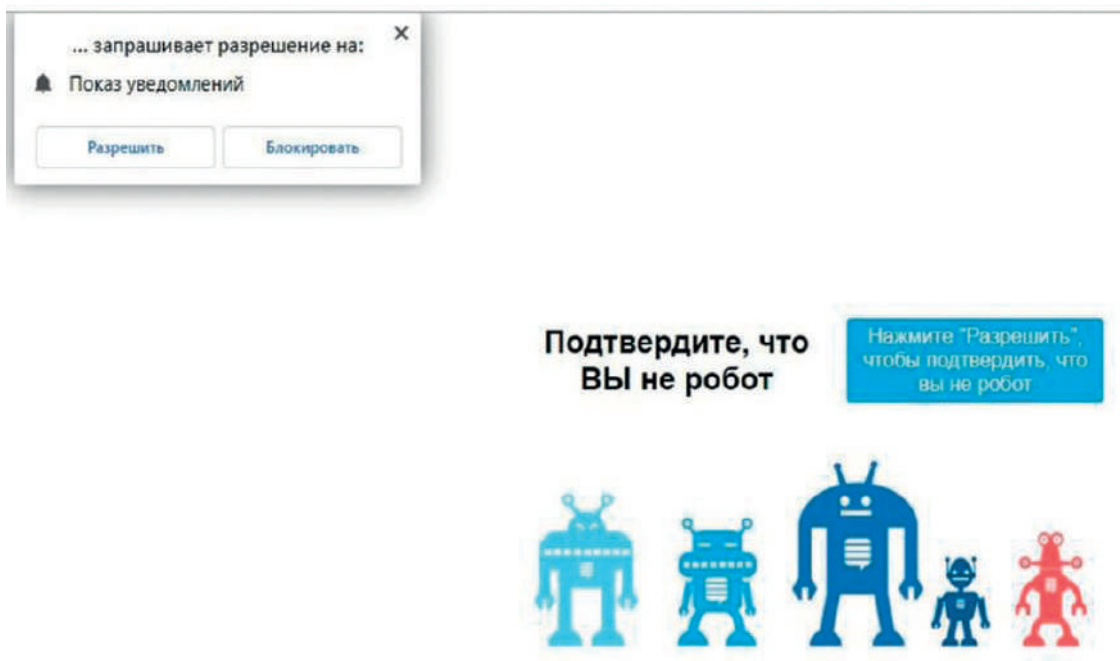 ... запрашивает разрешение на:
Показ уведомлений
Разрешить
Блокировать
Подтвердите, что
ВЫ не робот
Нажмите "Разрешить",
чтобы подтвердить, что
вы не робот